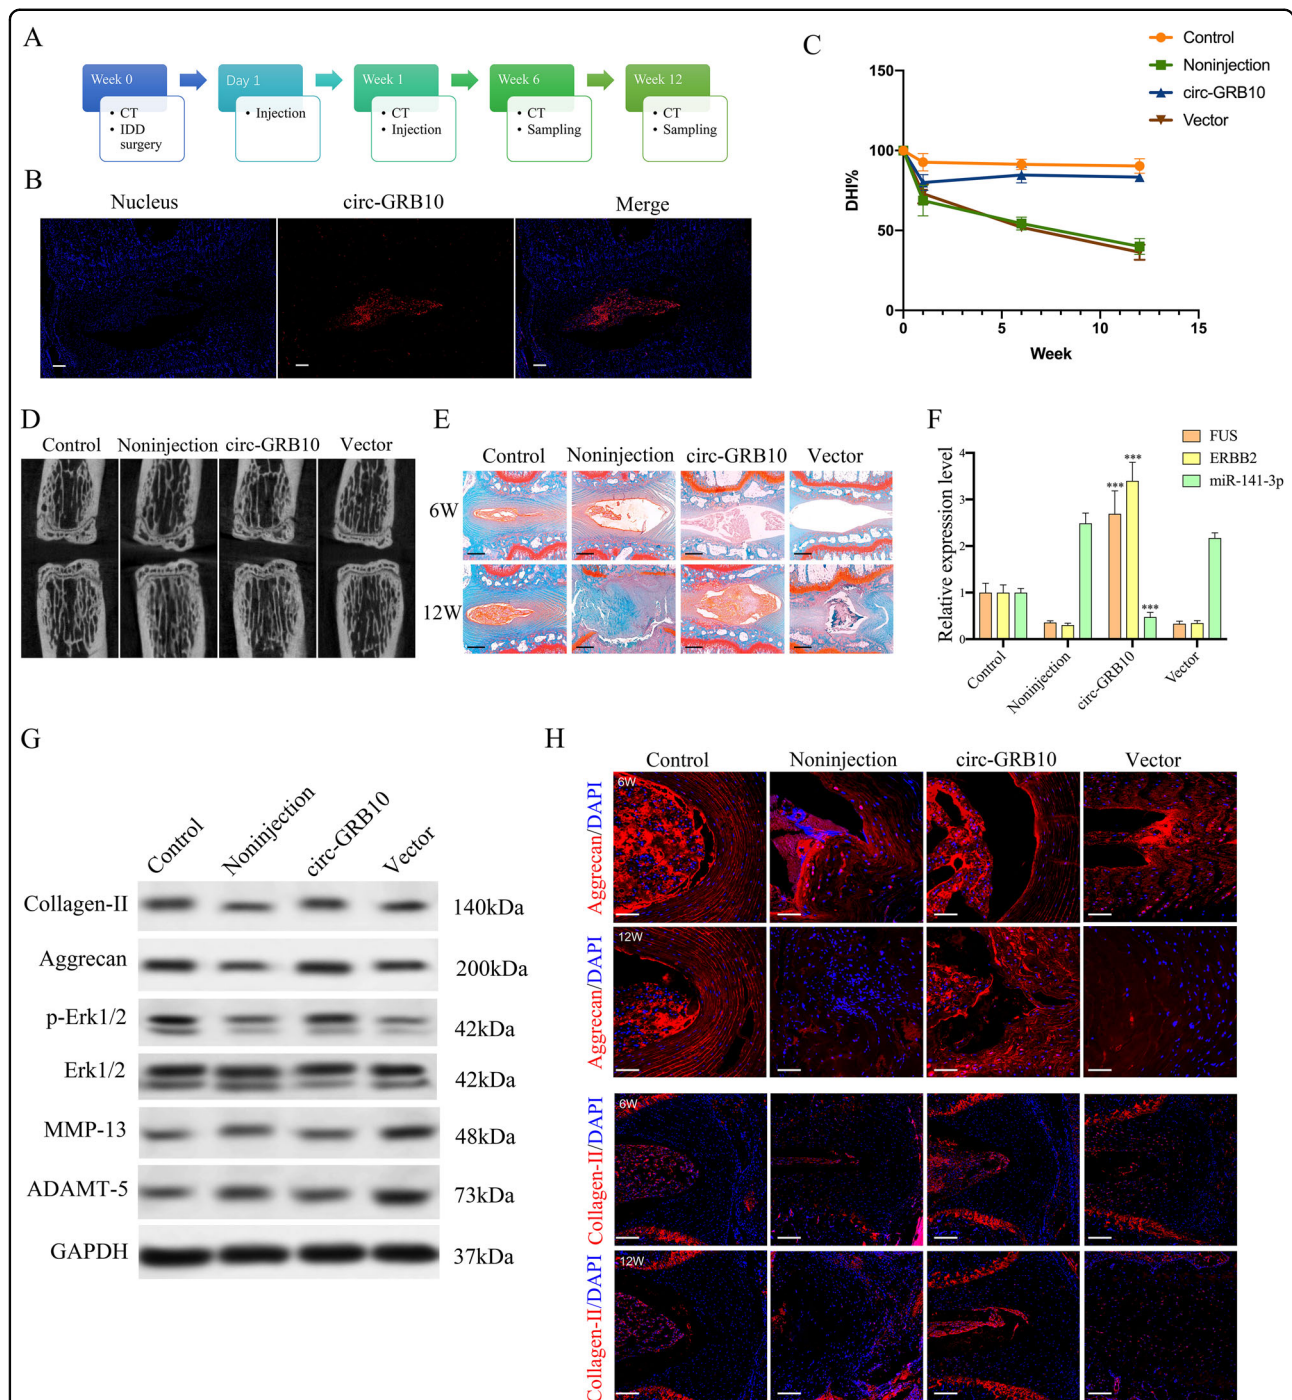 A
Week 0
• CT
• IDD
surgery
Day 1
• Injection
Week 1
• CT
• Injection
Week 6
• CT
• Sampling
Week 12
• CT
• Sampling
B
Nucleus
circ-GRB10
Merge
C
Control
Noninjection
circ-GRB10
Vector
150
100
50
0
DHI%
0
5
10
15
Week
D
Control
Noninjection
circ-GRB10
Vector
E
Control
Noninjection
circ-GRB10
Vector
6W
12W
F
FUS
ERBB2
miR-141-3p
Relative expression level
4
3
2
1
0
***
***
***
Control
Noninjection
circ-GRB10
Vector
G
Control
Noninjection
circ-GRB10
Vector
Collagen-II
140kDa
Aggrecan
200kDa
p-Erk1/2
42kDa
Erk1/2
42kDa
MMP-13
48kDa
ADAMT-5
73kDa
GAPDH
37kDa
H
Control
Noninjection
circ-GRB10
Vector
Aggrecan/DAPI
6W
Aggrecan/DAPI
12W
Collagen-II/DAPI
6W
Collagen-II/DAPI
12W